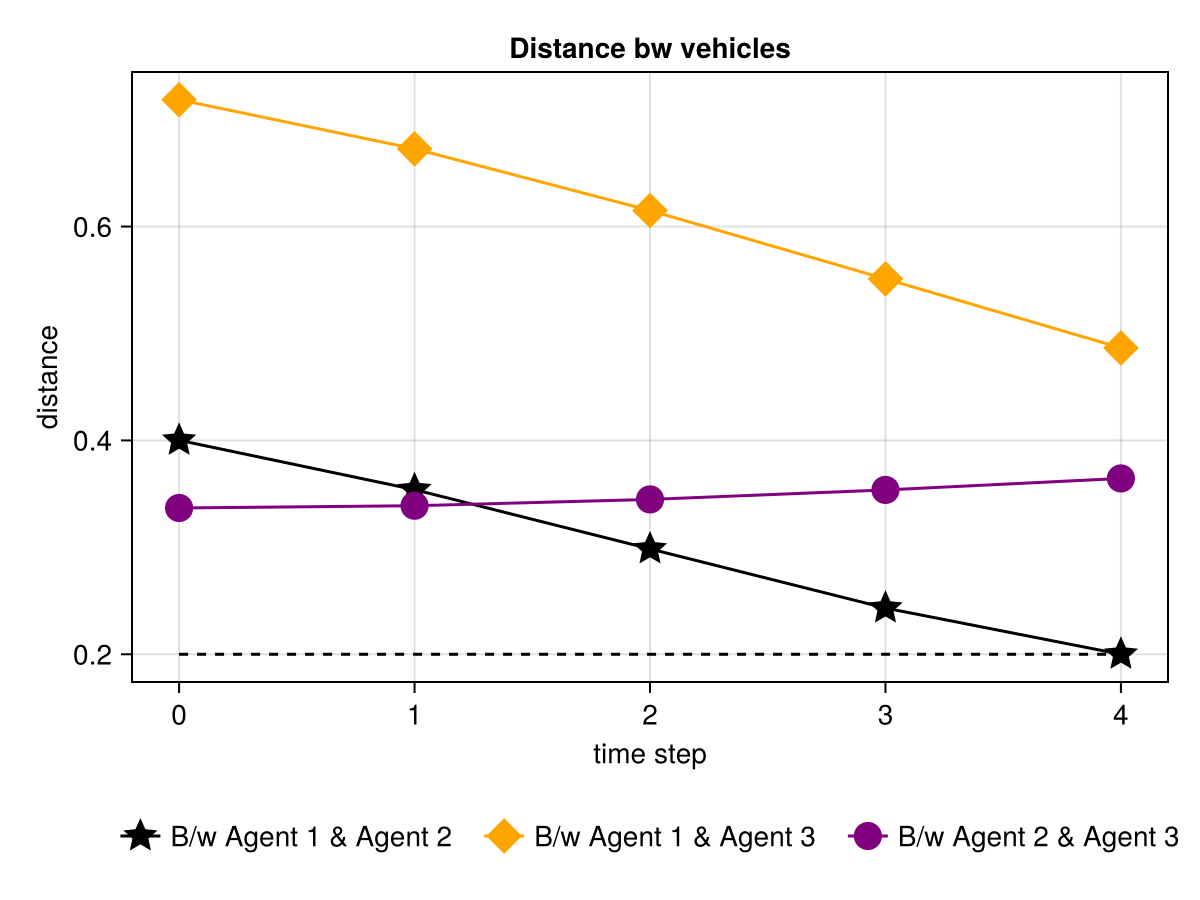 Distance bw vehicles
distance
0.6
0.4
0.2
0 1 2 3 4
time step
B/w Agent 1 & Agent 2 B/w Agent 1 & Agent 3 B/w Agent 2 & Agent 3